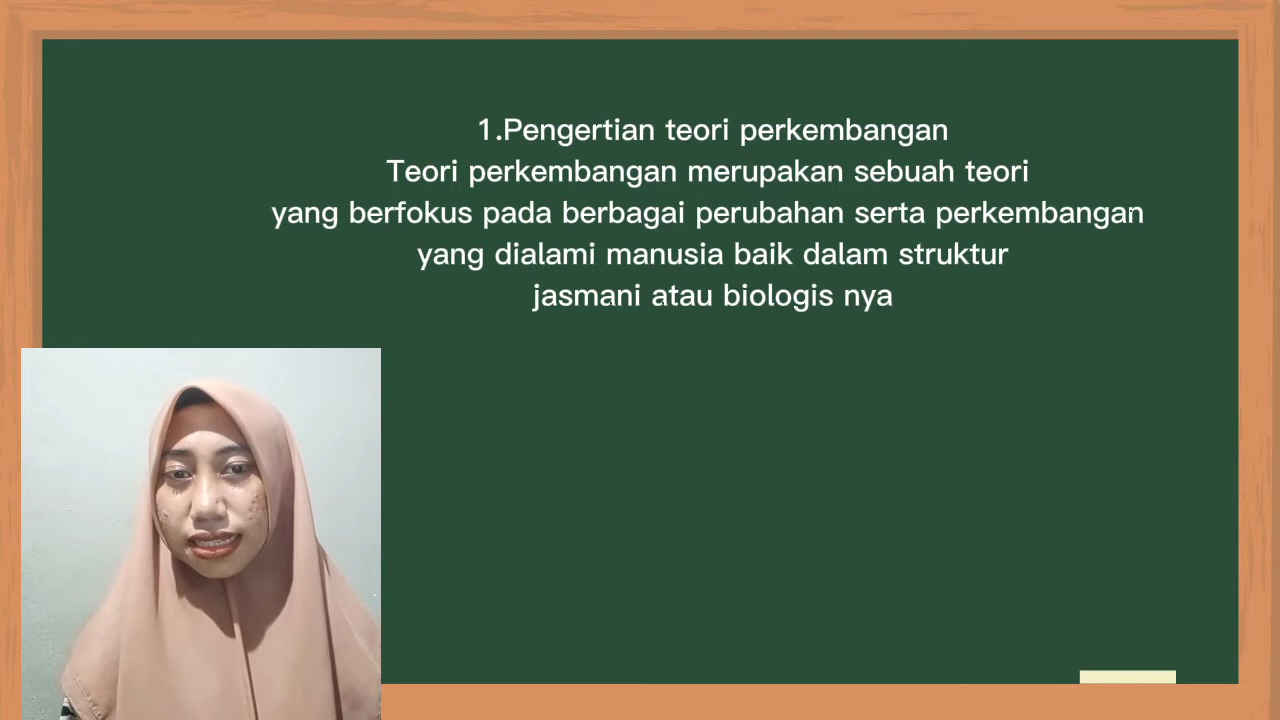 1.Pengertian teori perkembangan
Teori perkembangan merupakan sebuah teori
yang berfokus pada berbagai perubahan serta perkembangan
yang dialami manusia baik dalam struktur
jasmani atau biologis nya